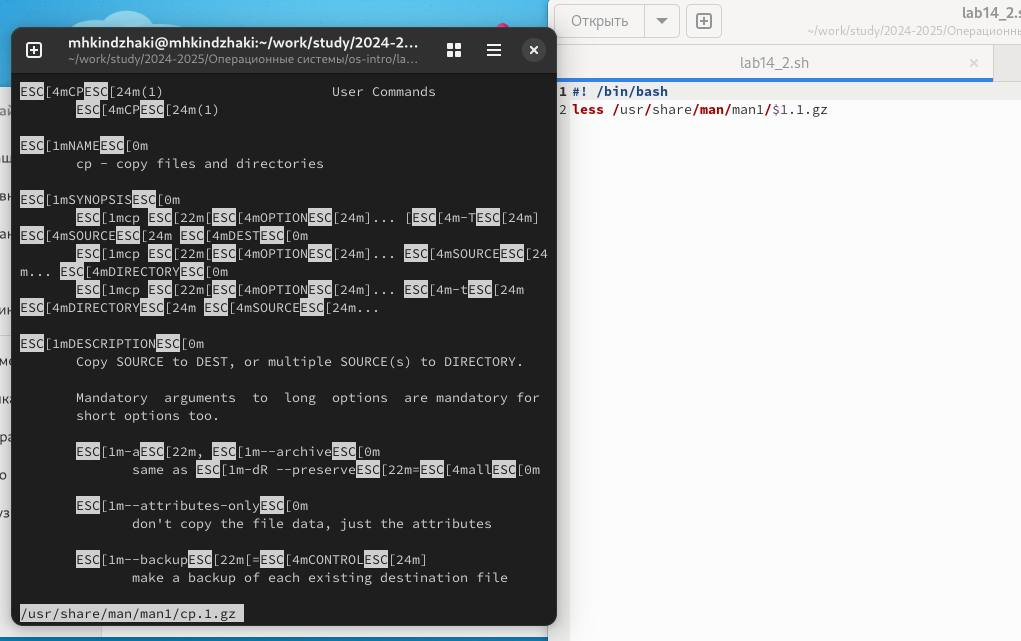 mhkindzhaki@mhkindzhaki:~/work/study/2024-2...
~/work/study/2024-2025/Операционные системы/os-intro/la...
ESC[4mCPESC[24m(1) User Commands
ESC[4mCPESC[24m(1)
ESC[1mNAMEESC[0m
cp - copy files and directories
ESC[1mSYNOPSISESC[0m
ESC[1mcp ESC[22m[ESC[4mOPTIONESC[24m]... [ESC[4m-TESC[24m]
ESC[4mSOURCEESC[24m ESC[4mDESTESC[0m
ESC[1mcp ESC[22m[ESC[4mOPTIONESC[24m]... ESC[4mSOURCEESC[24
m... ESC[4mDIRECTORYESC[0m
ESC[1mcp ESC[22m[ESC[4mOPTIONESC[24m]... ESC[4m-tESC[24m
ESC[4mDIRECTORYESC[24m ESC[4mSOURCEESC[24m...
ESC[1mDESCRIPTIONESC[0m
Copy SOURCE to DEST, or multiple SOURCE(s) to DIRECTORY.
Mandatory arguments to long options are mandatory for
short options too.
ESC[1m-aESC[22m, ESC[1m--archiveESC[0m
same as ESC[1m-dR --preserveESC[22m=ESC[4mallESC[0m
ESC[1m--attributes-onlyESC[0m
don't copy the file data, just the attributes
ESC[1m--backupESC[22m[=ESC[4mCONTROLESC[24m]
make a backup of each existing destination file
/usr/share/man/man1/cp.1.gz
Открыть
lab14_2.s
~/work/study/2024-2025/Операционн
lab14_2.sh
1 #! /bin/bash
2 less /usr/share/man/man1/$1.1.gz